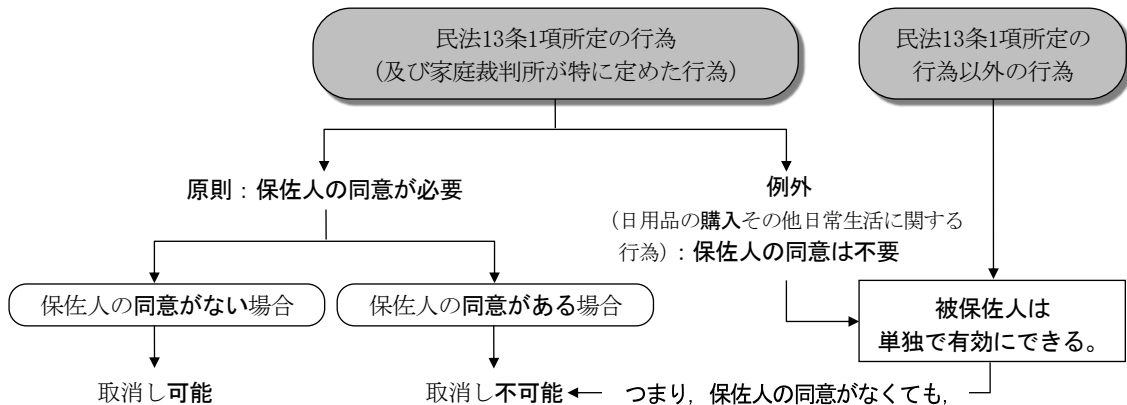 民法13条1項所定の行為
（及び家庭裁判所が特に定めた行為）
民法13条1項所定の
行為以外の行為
原則：保佐人の同意が必要
例外
（日用品の購入その他日常生活に関する
行為）：保佐人の同意は不要
保佐人の同意がない場合
保佐人の同意がある場合
被保佐人は
単独で有効にできる。
取消し可能
取消し不可能
つまり，保佐人の同意がなくても，